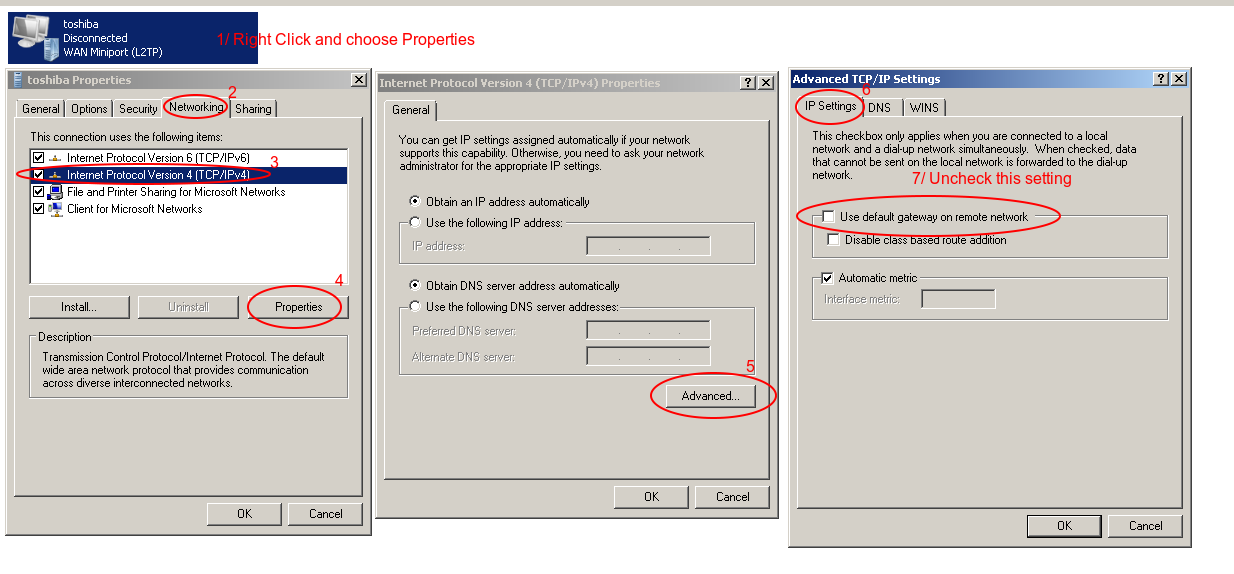 toshiba
Disconnected
WAN Miniport (L2TP)
1/ Right Click and choose Properties
toshiba Properties
2
General
Options
Security
Networking
Sharing
This connection uses the following items:
3
Internet Protocol Version 6 (TCP/IPv6)
Internet Protocol Version 4 (TCP/IPv4)
File and Printer Sharing for Microsoft Networks
Client for Microsoft Networks
4
Install...
Uninstall
Properties
Description
Transmission Control Protocol/Internet Protocol. The default
wide area network protocol that provides communication
across diverse interconnected networks.
OK
Cancel
Internet Protocol Version 4 (TCP/IPv4) Properties
General
You can get IP settings assigned automatically if your network
supports this capability. Otherwise, you need to ask your network
administrator for the appropriate IP settings.
Obtain an IP address automatically
Use the following IP address:
IP address:
Obtain DNS server address automatically
Use the following DNS server addresses:
Preferred DNS server:
Alternate DNS server:
5
Advanced...
OK
Cancel
Advanced TCP/IP Settings
6
IP Settings
DNS
WINS
This checkbox only applies when you are connected to a local
network and a dial-up network simultaneously. When checked, data
that cannot be sent on the local network is forwarded to the dial-up
network.
7/ Uncheck this setting
Use default gateway on remote network
Disable class based route addition
Automatic metric
Interface metric:
OK
Cancel